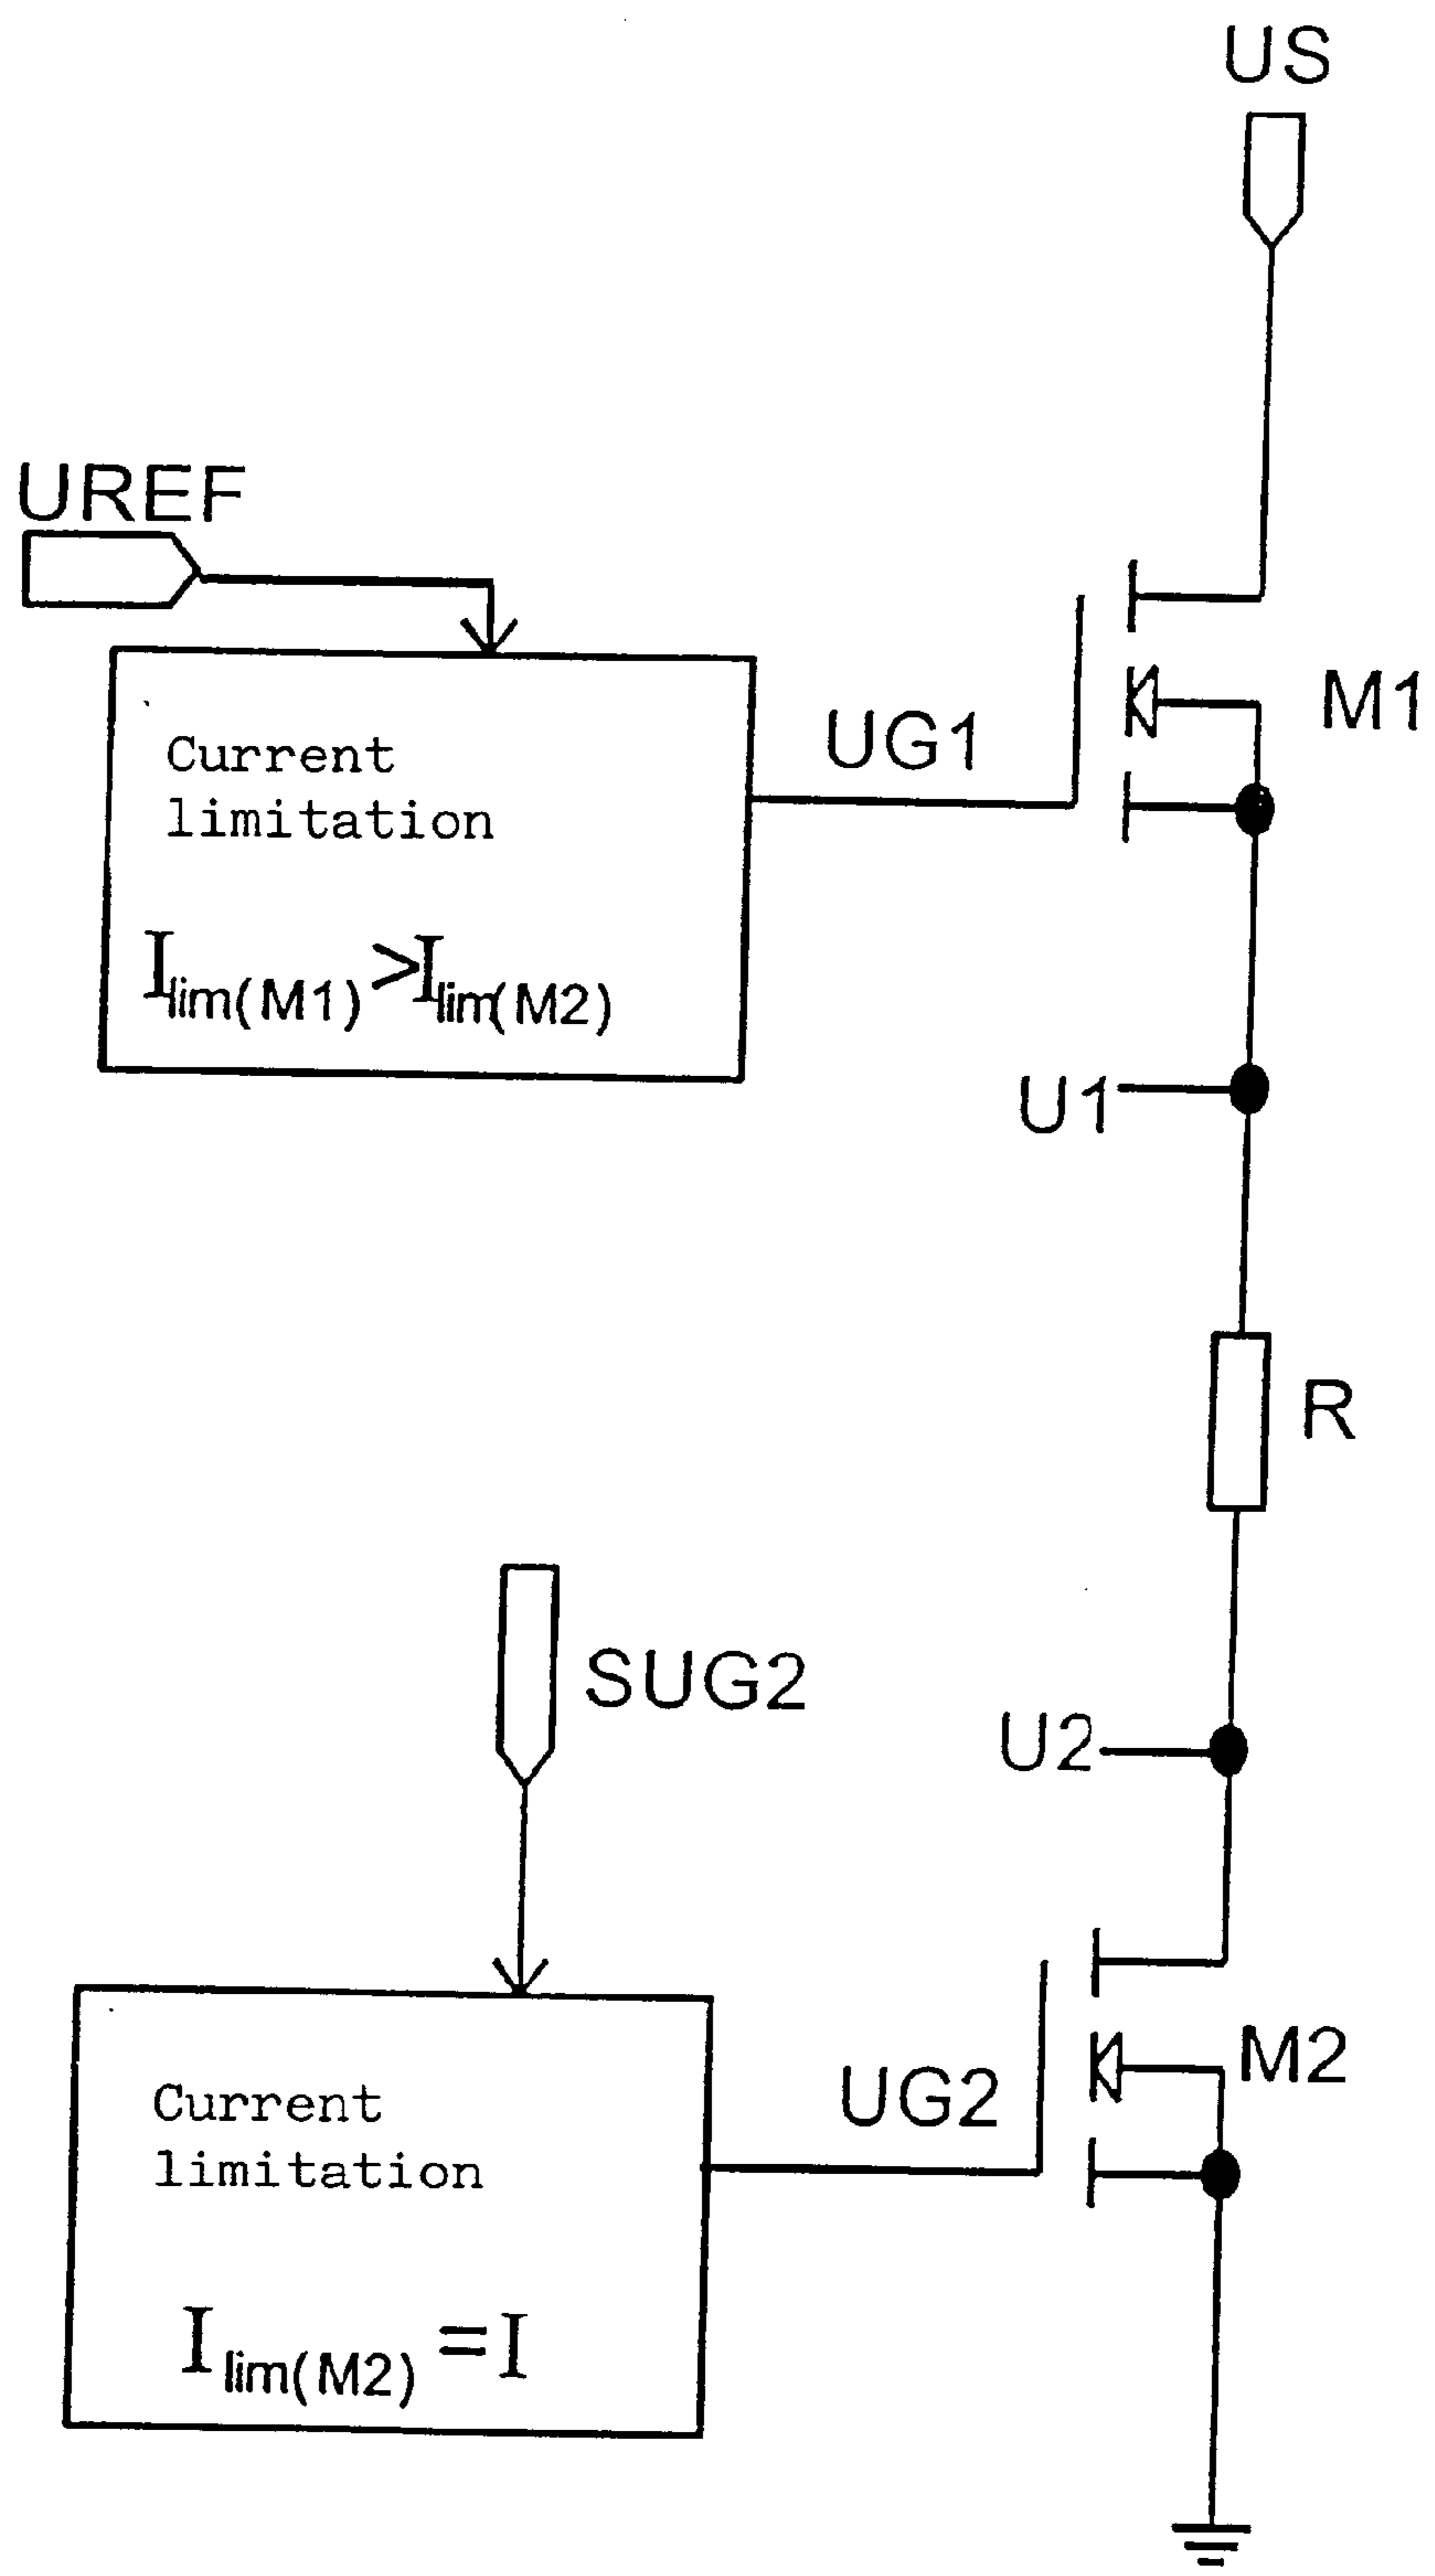 US
UREF
Current
limitation
Ilim(M1) >Ilim(M2)
UG1
M1
U1
R
SUG2
U2
Current
limitation
Ilim(M2) =I
UG2
M2